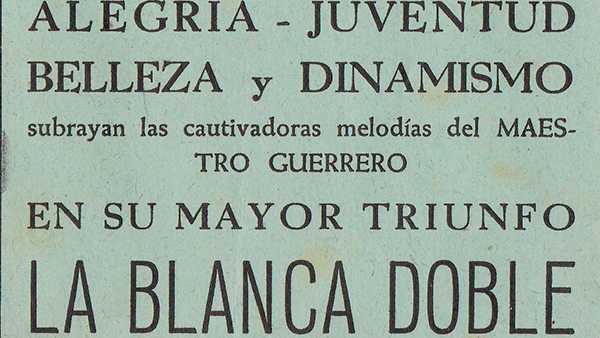 ALEGRIA - JUVENTUD
BELLEZA y DINAMISMO
subrayan las cautivadoras melodías del MAES-
TRO GUERRERO
EN SU MAYOR TRIUNFO
LA BLANCA DOBLE